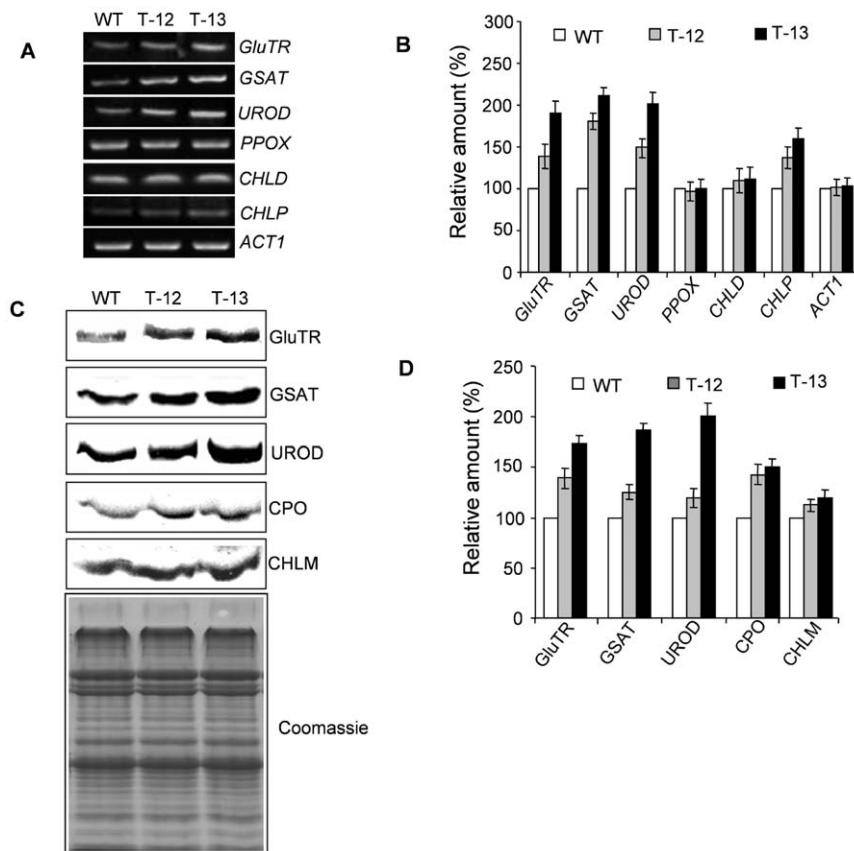 A
WT T-12 T-13
GluTR
GSAT
UROD
PPOX
CHLD
CHLP
ACT1
B
WT T-12 T-13
Relative amount (%)
300
250
200
150
100
50
0
GluTR GSAT UROD PPOX CHLD CHLP ACT1
C
WT T-12 T-13
GluTR
GSAT
UROD
CPO
CHLM
Coomassie
D
WT T-12 T-13
Relative amount (%)
250
200
150
100
50
0
GluTR GSAT UROD CPO CHLM